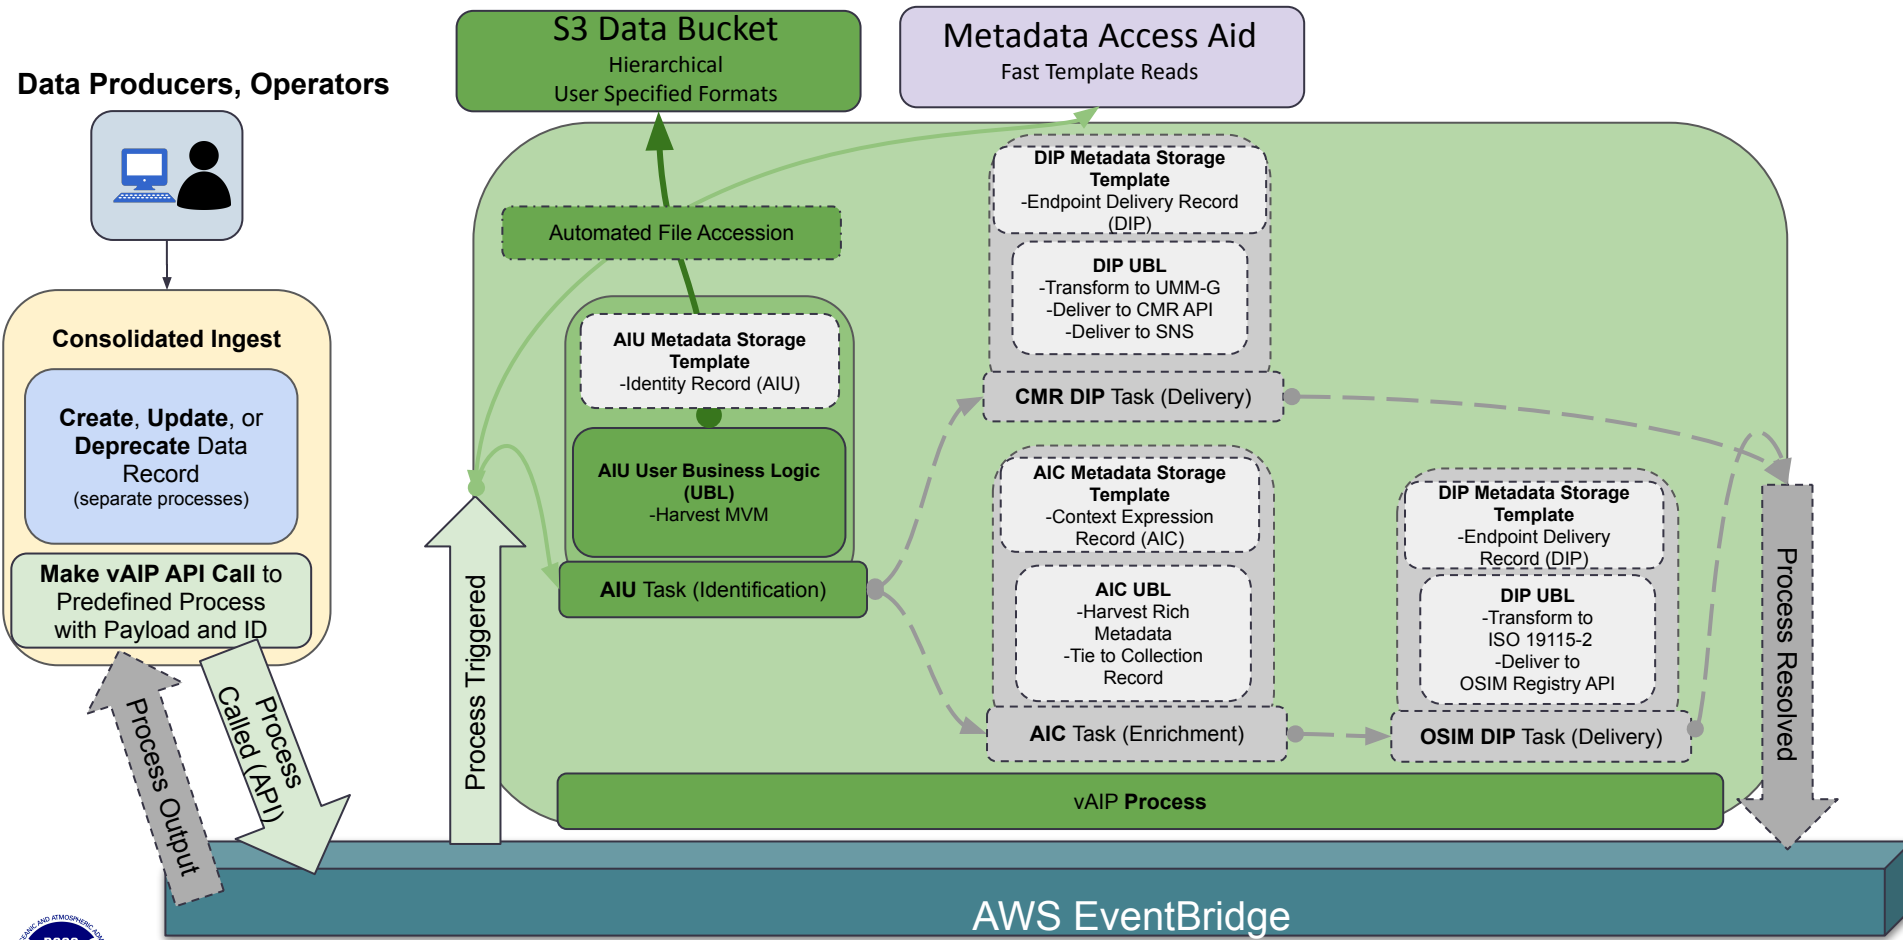 Data Producers, Operators
Consolidated Ingest
Create, Update, or
Deprecate Data
Record
(separate processes)
Make vAIP API Call to
Predefined Process
with Payload and ID
Process Output
Process
Called (API)
S3 Data Bucket
Hierarchical
User Specified Formats
Metadata Access Aid
Fast Template Reads
Automated File Accession
Process Triggered
AIU Metadata Storage
Template
-Identity Record (AIU)
AIU User Business Logic
(UBL)
-Harvest MVM
AIU Task (Identification)
DIP Metadata Storage
Template
-Endpoint Delivery Record
(DIP)
DIP UBL
-Transform to UMM-G
-Deliver to CMR API
-Deliver to SNS
CMR DIP Task (Delivery)
AIC Metadata Storage
Template
-Context Expression
Record (AIC)
AIC UBL
-Harvest Rich
Metadata
-Tie to Collection
Record
AIC Task (Enrichment)
DIP Metadata Storage
Template
-Endpoint Delivery
Record (DIP)
DIP UBL
-Transform to
ISO 19115-2
-Deliver to
OSIM Registry API
OSIM DIP Task (Delivery)
Process Resolved
vAIP Process
AWS EventBridge